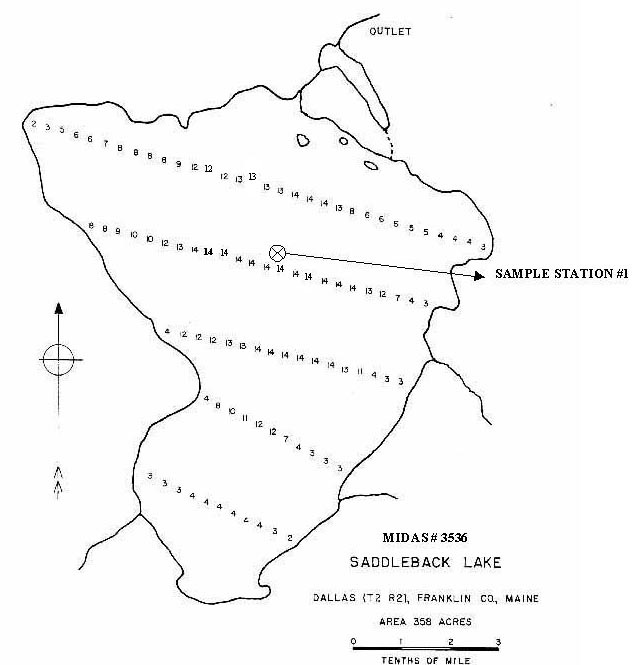 OUTLET
2 3 5 6 6 7 8 8 8 8 9 12 12 12 13 13 13 13 14 14 14 13 8 6 6 5 5 5 4 4 4 3
8 8 9 10 10 12 13 14 14 14 14 14 14 14 14 14 14 14 14 13 12 7 4 3
SAMPLE STATION #1
4 12 12 12 13 13 14 14 14 14 14 14 13 11 4 3 3
4 8 10 11 12 12 7 4 3 3 3
3 3 3 4 4 4 4 4 4 3 2
MIDAS# 3536
SADDLEBACK LAKE
DALLAS (T2 R2), FRANKLIN CO., MAINE
AREA 358 ACRES
0 1 2 3
TENTHS OF MILE